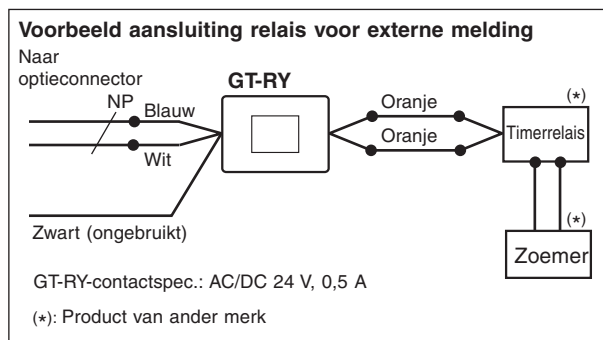 Voorbeeld aansluiting relais voor externe melding
Naar
optieconnector
GT-RY
NP
Blauw
Wit
Oranje
Oranje
(*)
Timerrelais
(*)
Zoemer
Zwart (ongebruikt)
GT-RY-contactspec.: AC/DC 24 V, 0,5 A
(*): Product van ander merk